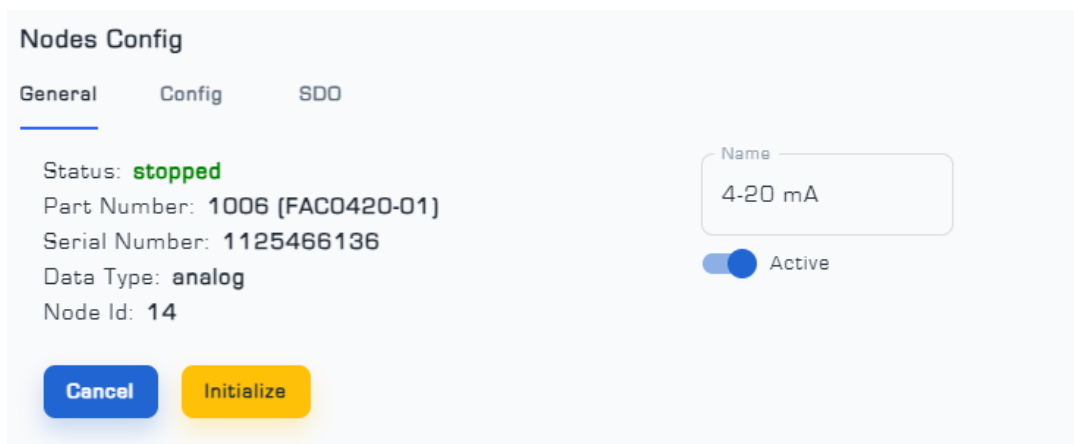 Nodes Config
General Config SDO
Status: stopped
Part Number: 1006 (FAC0420-01)
Serial Number: 1125466136
Data Type: analog
Node Id: 14
Name
4-20 mA
Active
Cancel Initialize